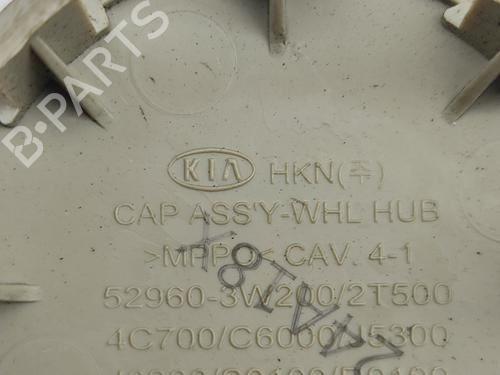 B-PARTS
KIA HKN(주)
CAP ASS'Y-WHL HUB
>MPPO< CAV. 4-1
52960-3W200/2T500
4C700/C6000/J5300